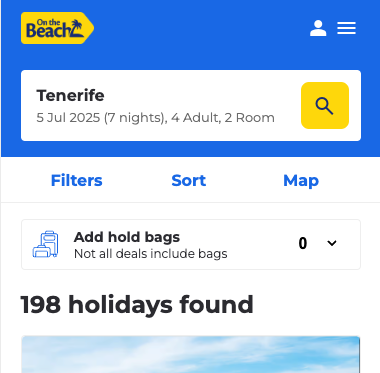 On the
Beach
Tenerife
5 Jul 2025 (7 nights), 4 Adult, 2 Room
Filters
Sort
Map
Add hold bags
Not all deals include bags
0
198 holidays found